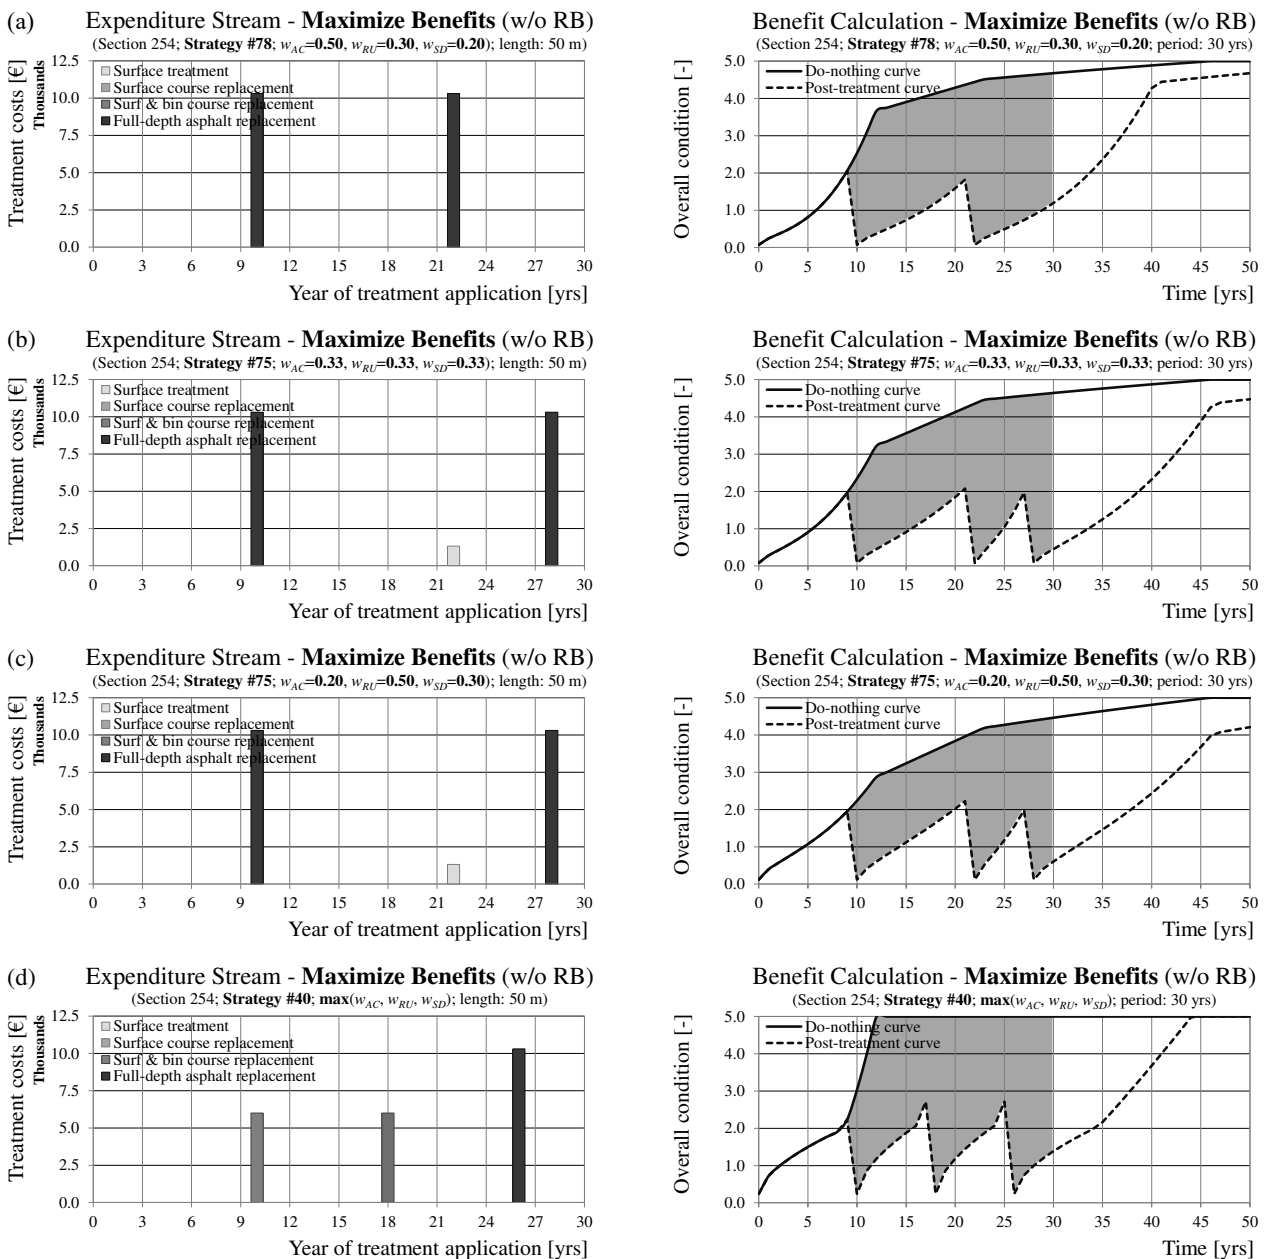 (a)
Expenditure Stream - Maximize Benefits (w/o RB)
(Section 254; Strategy #78; wAC=0.50, wRU=0.30, wSD=0.20); length: 50 m)
Treatment costs [€]
Thousands
12.5
10.0
7.5
5.0
2.5
0.0
Surface treatment
Surface course replacement
Surf & bin course replacement
Full-depth asphalt replacement
0 3 6 9 12 15 18 21 24 27 30
Year of treatment application [yrs]
Benefit Calculation - Maximize Benefits (w/o RB)
(Section 254; Strategy #78; wAC=0.50, wRU=0.30, wSD=0.20; period: 30 yrs)
Overall condition [-]
5.0
4.0
3.0
2.0
1.0
0.0
Do-nothing curve
Post-treatment curve
0 5 10 15 20 25 30 35 40 45 50
Time [yrs]
(b)
Expenditure Stream - Maximize Benefits (w/o RB)
(Section 254; Strategy #75; wAC=0.33, wRU=0.33, wSD=0.33); length: 50 m)
Treatment costs [€]
Thousands
12.5
10.0
7.5
5.0
2.5
0.0
Surface treatment
Surface course replacement
Surf & bin course replacement
Full-depth asphalt replacement
0 3 6 9 12 15 18 21 24 27 30
Year of treatment application [yrs]
Benefit Calculation - Maximize Benefits (w/o RB)
(Section 254; Strategy #75; wAC=0.33, wRU=0.33, wSD=0.33; period: 30 yrs)
Overall condition [-]
5.0
4.0
3.0
2.0
1.0
0.0
Do-nothing curve
Post-treatment curve
0 5 10 15 20 25 30 35 40 45 50
Time [yrs]
(c)
Expenditure Stream - Maximize Benefits (w/o RB)
(Section 254; Strategy #75; wAC=0.20, wRU=0.50, wSD=0.30); length: 50 m)
Treatment costs [€]
Thousands
12.5
10.0
7.5
5.0
2.5
0.0
Surface treatment
Surface course replacement
Surf & bin course replacement
Full-depth asphalt replacement
0 3 6 9 12 15 18 21 24 27 30
Year of treatment application [yrs]
Benefit Calculation - Maximize Benefits (w/o RB)
(Section 254; Strategy #75; wAC=0.20, wRU=0.50, wSD=0.30; period: 30 yrs)
Overall condition [-]
5.0
4.0
3.0
2.0
1.0
0.0
Do-nothing curve
Post-treatment curve
0 5 10 15 20 25 30 35 40 45 50
Time [yrs]
(d)
Expenditure Stream - Maximize Benefits (w/o RB)
(Section 254; Strategy #40; max(wAC, wRU, wSD); length: 50 m)
Treatment costs [€]
Thousands
12.5
10.0
7.5
5.0
2.5
0.0
Surface treatment
Surface course replacement
Surf & bin course replacement
Full-depth asphalt replacement
0 3 6 9 12 15 18 21 24 27 30
Year of treatment application [yrs]
Benefit Calculation - Maximize Benefits (w/o RB)
(Section 254; Strategy #40; max(wAC, wRU, wSD); period: 30 yrs)
Overall condition [-]
5.0
4.0
3.0
2.0
1.0
0.0
Do-nothing curve
Post-treatment curve
0 5 10 15 20 25 30 35 40 45 50
Time [yrs]